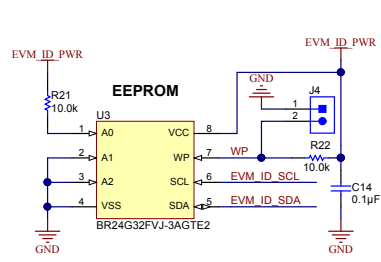 EVM_ID_PWR
EVM_ID_PWR
GND
J4
1
2
R21
10.0k
EEPROM
U3
1 A0
VCC 8
2 A1
WP 7
WP
R22
10.0k
3 A2
SCL 6
EVM_ID_SCL
4 VSS
SDA 5
EVM_ID_SDA
C14
0.1µF
BR24G32FVJ-3AGTE2
GND
GND